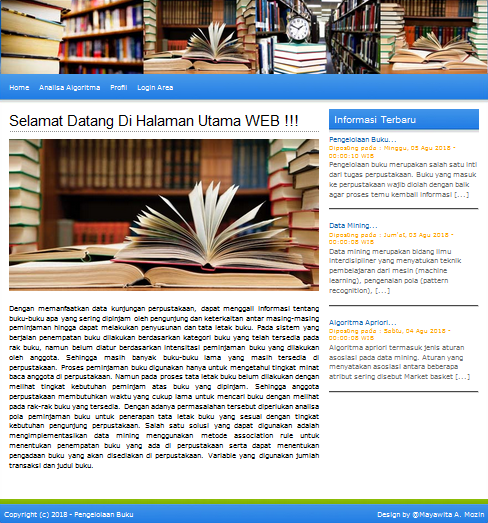 Home Analisa Algoritma Profil Login Area
Selamat Datang Di Halaman Utama WEB !!!
Dengan memanfaatkan data kunjungan perpustakaan, dapat menggali informasi tentang
buku-buku apa yang sering dipinjam oleh pengunjung dan keterkaitan antar masing-masing
peminjaman hingga dapat melakukan penyusunan dan tata letak buku. Pada sistem yang
berjalan penempatan buku dilakukan berdasarkan kategori buku yang telah tersedia pada
rak buku, namun belum diatur berdasarkan intensitasi peminjaman buku yang dilakukan
oleh anggota. Sehingga masih banyak buku-buku lama yang masih tersedia di
perpustakaan. Proses peminjaman buku digunakan hanya untuk mengetahui tingkat minat
baca anggota di perpustakaan. Namun pada proses tata letak buku belum dilakukan dengan
melihat tingkat kebutuhan peminjam atas buku yang dipinjam. Sehingga anggota
perpustakaan membutuhkan waktu yang cukup lama untuk mencari buku dengan melihat
pada rak-rak buku yang tersedia. Dengan adanya permasalahan tersebut diperlukan analisa
pola peminjaman buku untuk penerapan tata letak buku yang sesuai dengan tingkat
kebutuhan pengunjung perpustakaan. Salah satu solusi yang dapat digunakan adalah
mengimplementasikan data mining menggunakan metode association rule untuk
menentukan penempatan buku yang ada di perpustakaan serta dapat menentukan
pengadaan buku yang akan disediakan di perpustakaan. Variable yang digunakan jumlah
transaksi dan judul buku.
Informasi Terbaru
Pengelolaan Buku...
Diposting pada : Minggu, 05 Agu 2018 -
00:00:10 WIB
Pengelolaan buku merupakan salah satu inti
dari tugas perpustakaan. Buku yang masuk
ke perpustakaan wajib diolah dengan baik
agar proses temu kembali informasi [...]
Data Mining...
Diposting pada : Jum'at, 03 Agu 2018 -
00:00:08 WIB
Data mining merupakan bidang ilmu
interdisipliner yang menyatukan teknik
pembelajaran dari mesin (machine
learning), pengenalan pola (pattern
recognition), [...]
Algoritma Apriori...
Diposting pada : Sabtu, 04 Agu 2018 -
00:00:08 WIB
Algoritma apriori termasuk jenis aturan
asosiasi pada data mining. Aturan yang
menyatakan asosiasi antara beberapa
atribut sering disebut Market basket [...]
Copyright (c) 2018 - Pengelolaan Buku
Design by @Mayawita A. Mozin